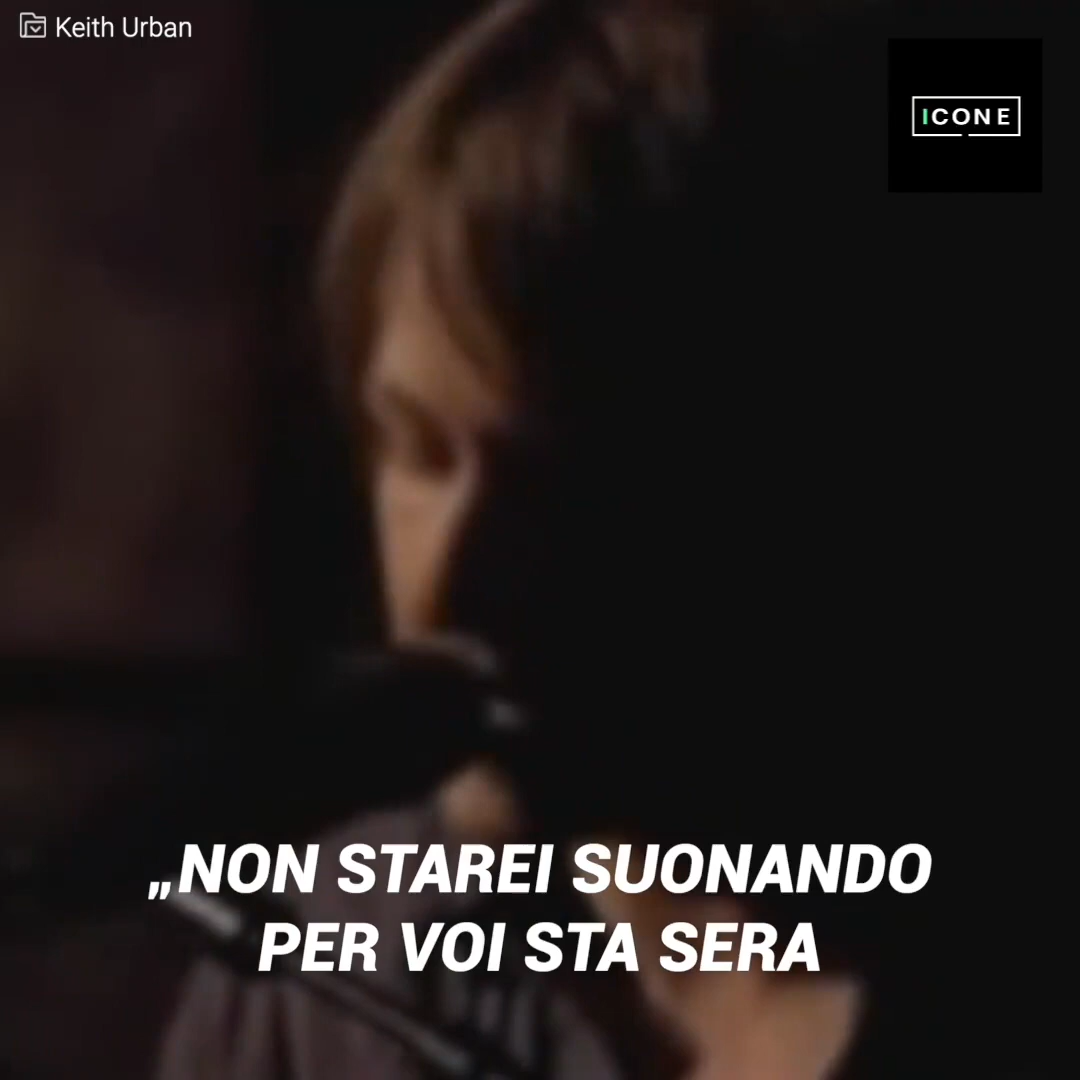 Keith Urban
ICONE
„NON STAREI SUONANDO
PER VOI STA SERA